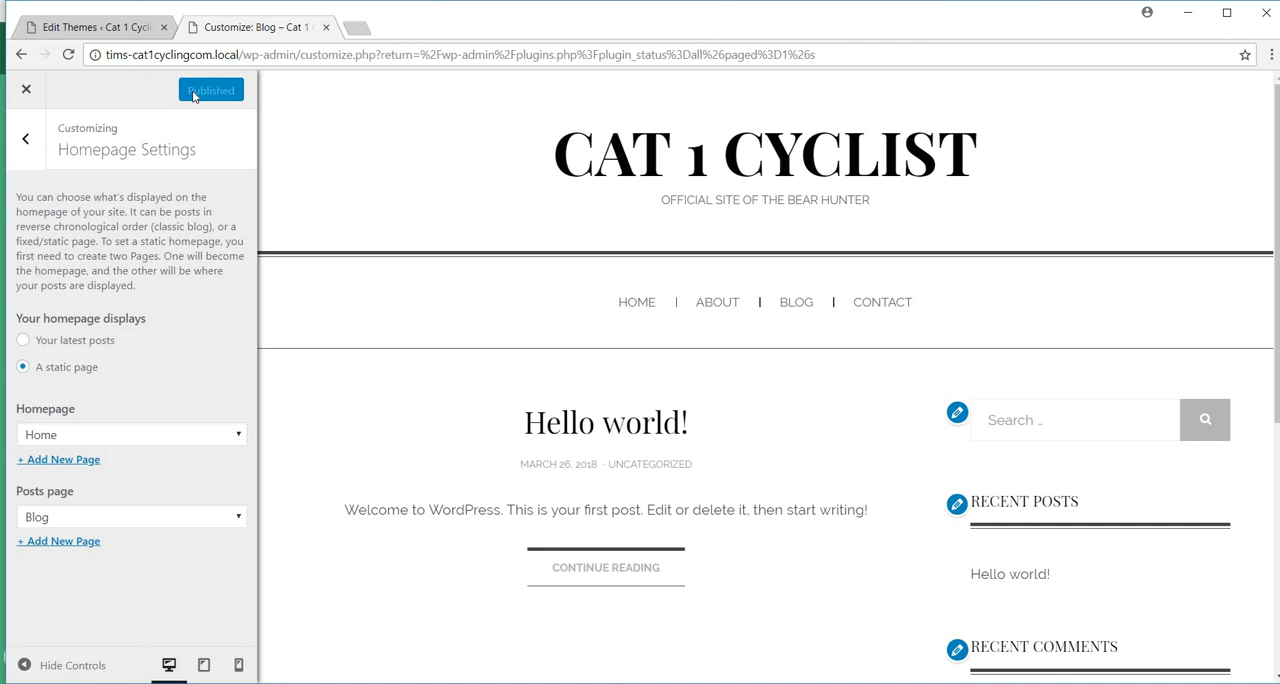 Edit Themes ‹ Cat 1 Cycli
Customize: Blog – Cat 1
tims-cat1cyclingcom.local/wp-admin/customize.php?return=%2Fwp-admin%2Fplugins.php%3Fplugin_status%3Dall%26paged%3D1%26s
Published
Customizing
Homepage Settings
You can choose what's displayed on the
homepage of your site. It can be posts in
reverse chronological order (classic blog), or a
fixed/static page. To set a static homepage, you
first need to create two Pages. One will become
the homepage, and the other will be where
your posts are displayed.
Your homepage displays
Your latest posts
A static page
Homepage
Home
+ Add New Page
Posts page
Blog
+ Add New Page
Hide Controls
CAT 1 CYCLIST
OFFICIAL SITE OF THE BEAR HUNTER
HOME | ABOUT | BLOG | CONTACT
Hello world!
MARCH 26, 2018 · UNCATEGORIZED
Welcome to WordPress. This is your first post. Edit or delete it, then start writing!
CONTINUE READING
Search …
RECENT POSTS
Hello world!
RECENT COMMENTS